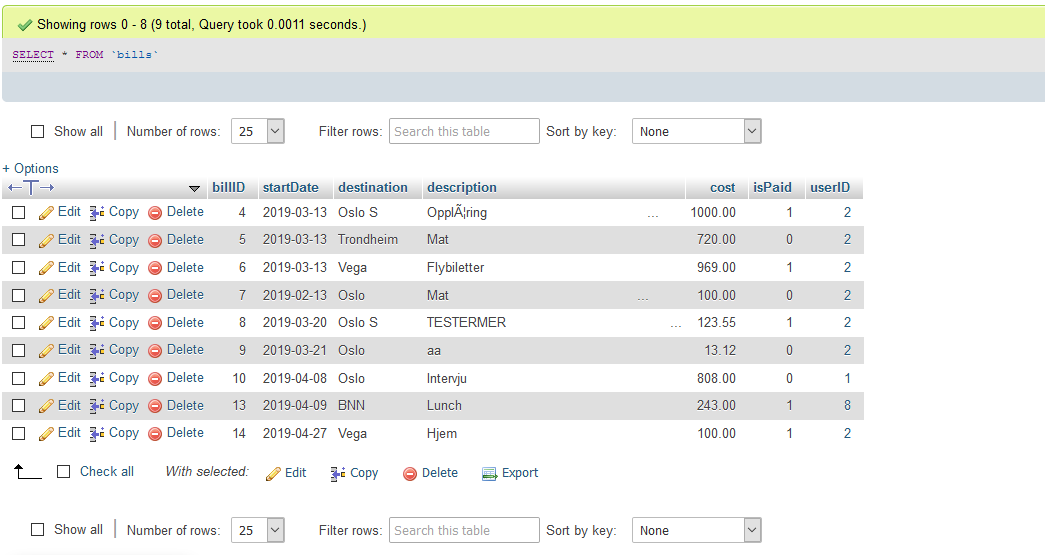 Showing rows 0 - 8 (9 total, Query took 0.0011 seconds.)
SELECT * FROM `bills`
Show all | Number of rows: 25 Filter rows: Search this table Sort by key: None
+ Options
←T→ billID startDate destination description cost isPaid userID
Edit Copy Delete 4 2019-03-13 Oslo S OpplÃ¦ring ... 1000.00 1 2
Edit Copy Delete 5 2019-03-13 Trondheim Mat 720.00 0 2
Edit Copy Delete 6 2019-03-13 Vega Flybiletter 969.00 1 2
Edit Copy Delete 7 2019-02-13 Oslo Mat ... 100.00 0 2
Edit Copy Delete 8 2019-03-20 Oslo S TESTERMER ... 123.55 1 2
Edit Copy Delete 9 2019-03-21 Oslo aa 13.12 0 2
Edit Copy Delete 10 2019-04-08 Oslo Intervju 808.00 0 1
Edit Copy Delete 13 2019-04-09 BNN Lunch 243.00 1 8
Edit Copy Delete 14 2019-04-27 Vega Hjem 100.00 1 2
Check all With selected: Edit Copy Delete Export
Show all | Number of rows: 25 Filter rows: Search this table Sort by key: None